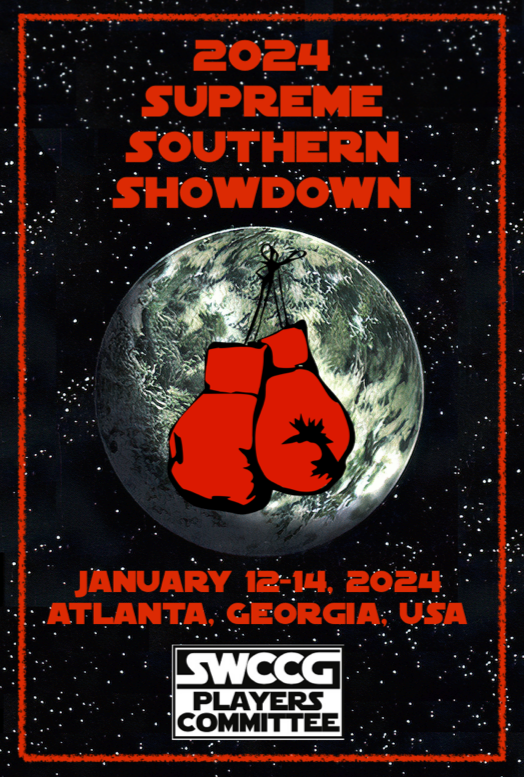 2024
SUPREME
SOUTHERN
SHOWDOWN
JANUARY 12-14, 2024
ATLANTA, GEORGIA, USA
SWCCG
PLAYERS
COMMITTEE